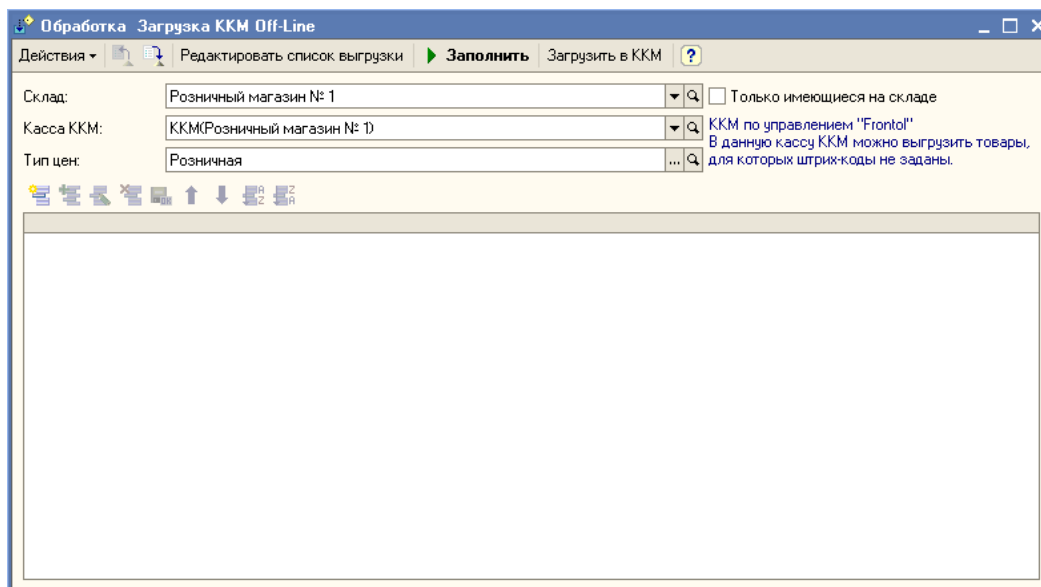 Обработка Загрузка ККМ Off-Line
Действия Редактировать список выгрузки Заполнить Загрузить в ККМ ?
Склад: Розничный магазин № 1 Только имеющиеся на складе
Касса ККМ: ККМ(Розничный магазин № 1) ККМ по управлением "Frontol"
В данную кассу ККМ можно выгрузить товары,
Тип цен: Розничная ... для которых штрих-коды не заданы.